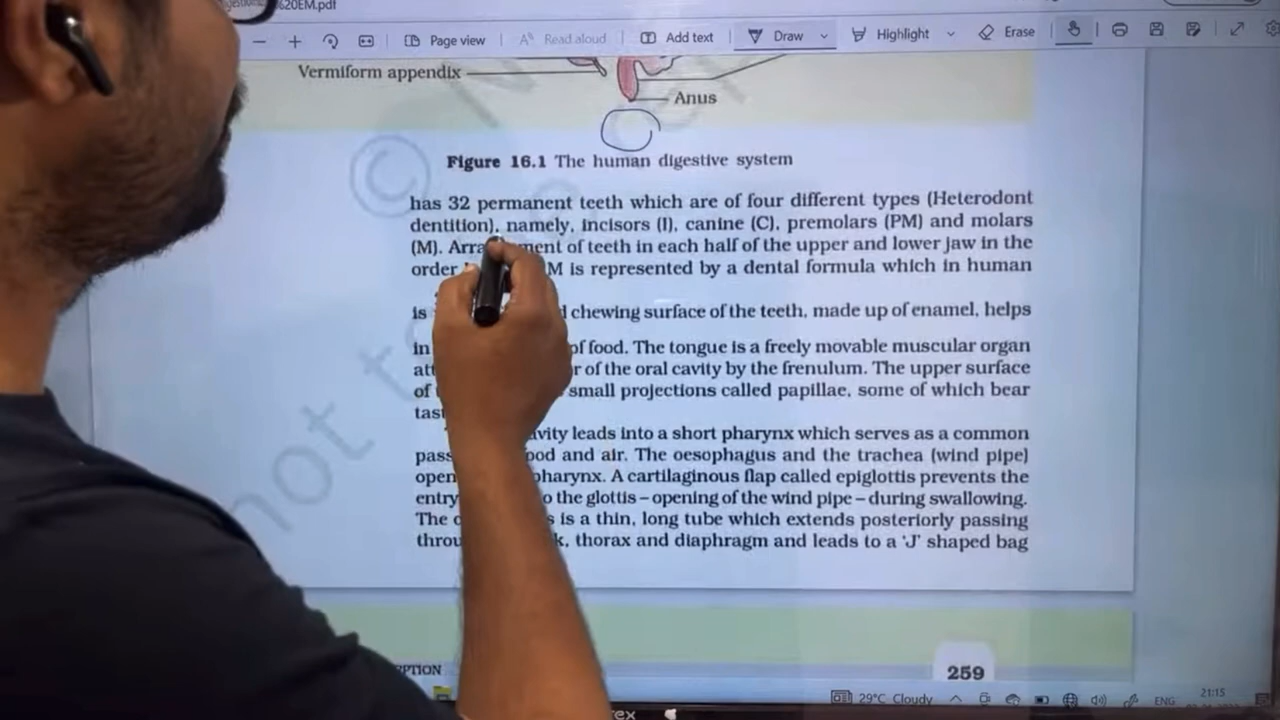 20EM.pdf
Page view
Read aloud
Add text
Draw
Highlight
Erase
Vermiform appendix
Anus
Figure 16.1 The human digestive system
has 32 permanent teeth which are of four different types (Heterodont
dentition), namely, incisors (I), canine (C), premolars (PM) and molars
(M). ment of teeth in each half of the upper and lower jaw in the
order M is represented by a dental formula which in human
is chewing surface of the teeth, made up of enamel, helps
in of food. The tongue is a freely movable muscular organ
of the oral cavity by the frenulum. The upper surface
of small projections called papillae, some of which bear
avity leads into a short pharynx which serves as a common
pass ood and air. The oesophagus and the trachea (wind pipe)
open pharynx. A cartilaginous flap called epiglottis prevents the
entry o the glottis – opening of the wind pipe – during swallowing.
The is a thin, long tube which extends posteriorly passing
throu k, thorax and diaphragm and leads to a 'J' shaped bag
259
29°C Cloudy
ENG
21:15
not t
©